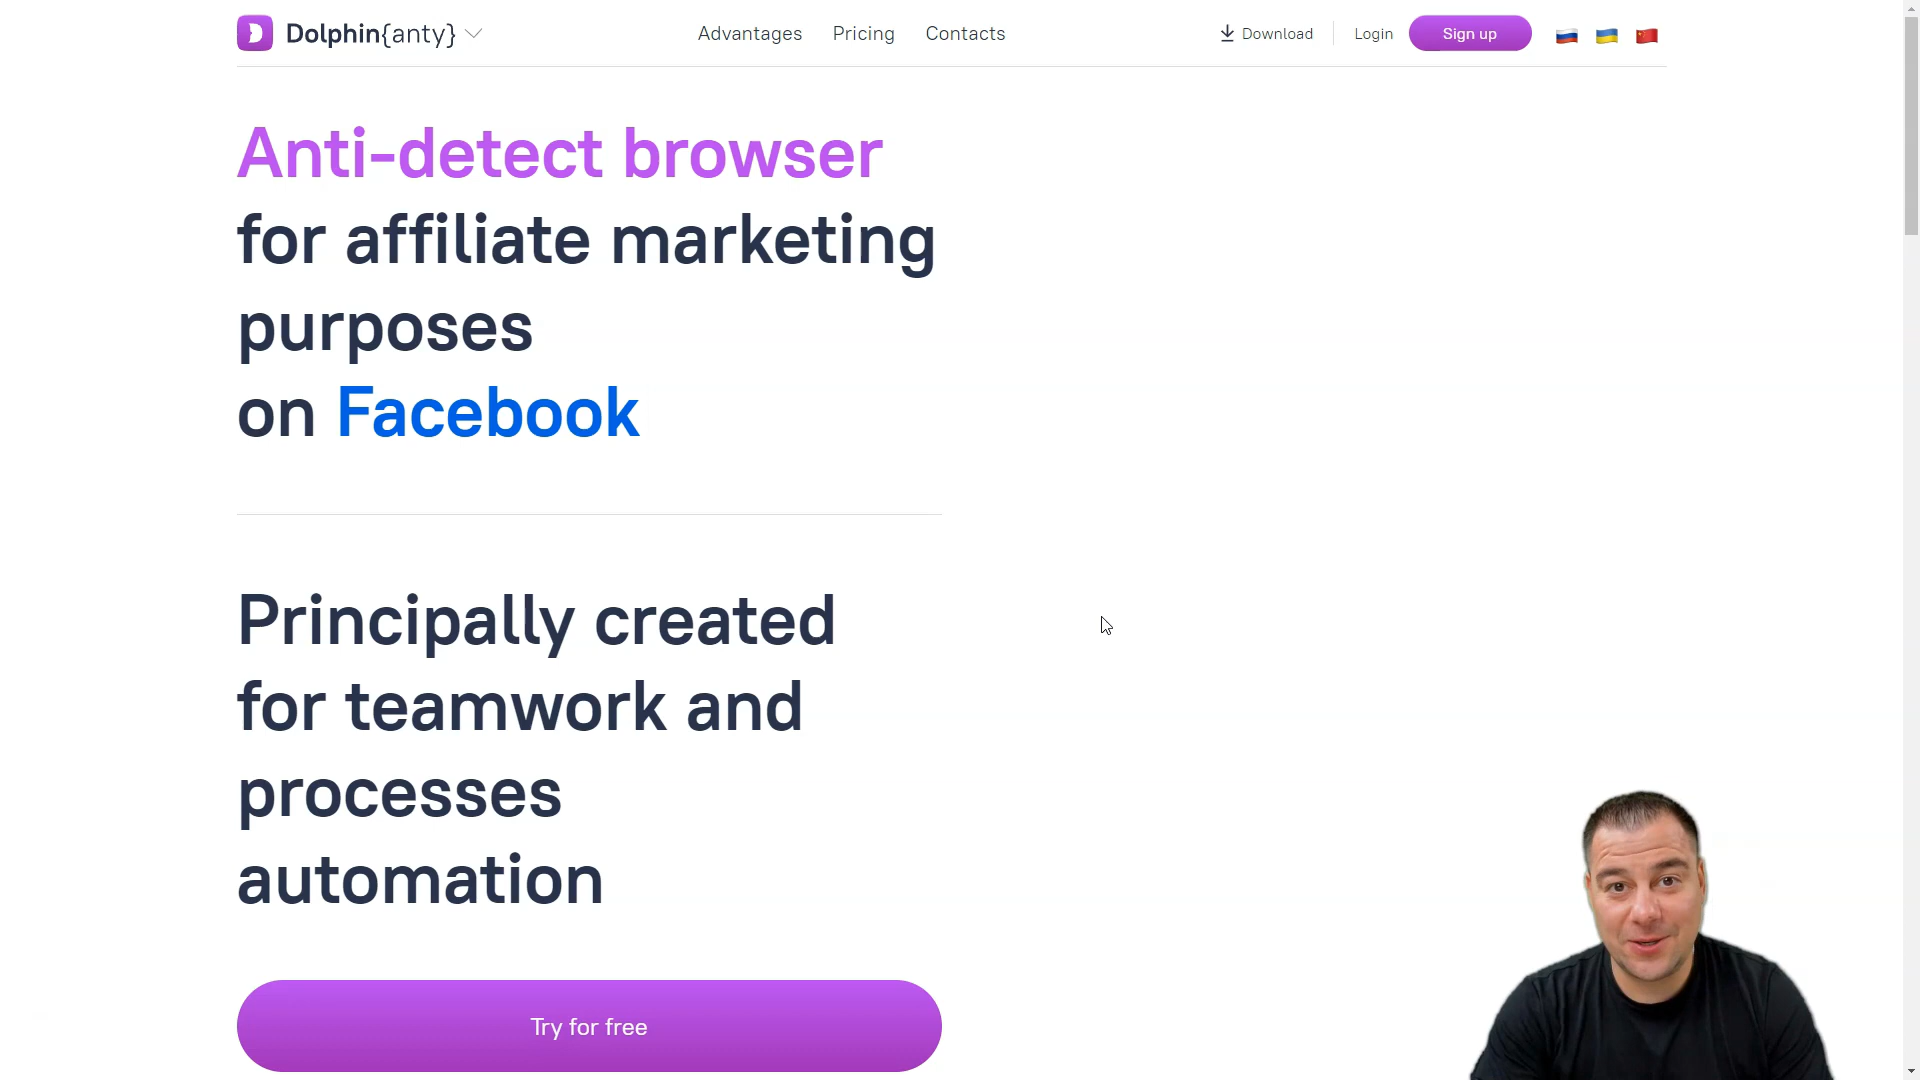 Dolphin{anty}
Advantages
Pricing
Contacts
Download
Login
Sign up
Anti-detect browser
for affiliate marketing
purposes
on Facebook
Principally created
for teamwork and
processes
automation
Try for free